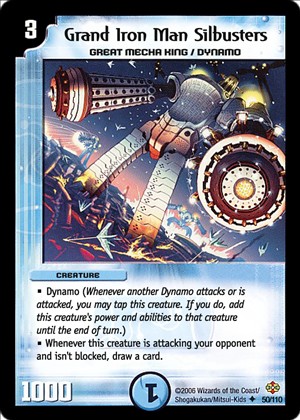 3
Grand Iron Man Silbusters
GREAT MECHA KING / DYNAMO
CREATURE
▪ Dynamo (Whenever another Dynamo attacks or is
attacked, you may tap this creature. If you do, add
this creature's power and abilities to that creature
until the end of turn.)
▪ Whenever this creature is attacking your opponent
and isn't blocked, draw a card.
1000
©2006 Wizards of the Coast/
Shogakukan/Mitsui-Kids ♦ 50/110